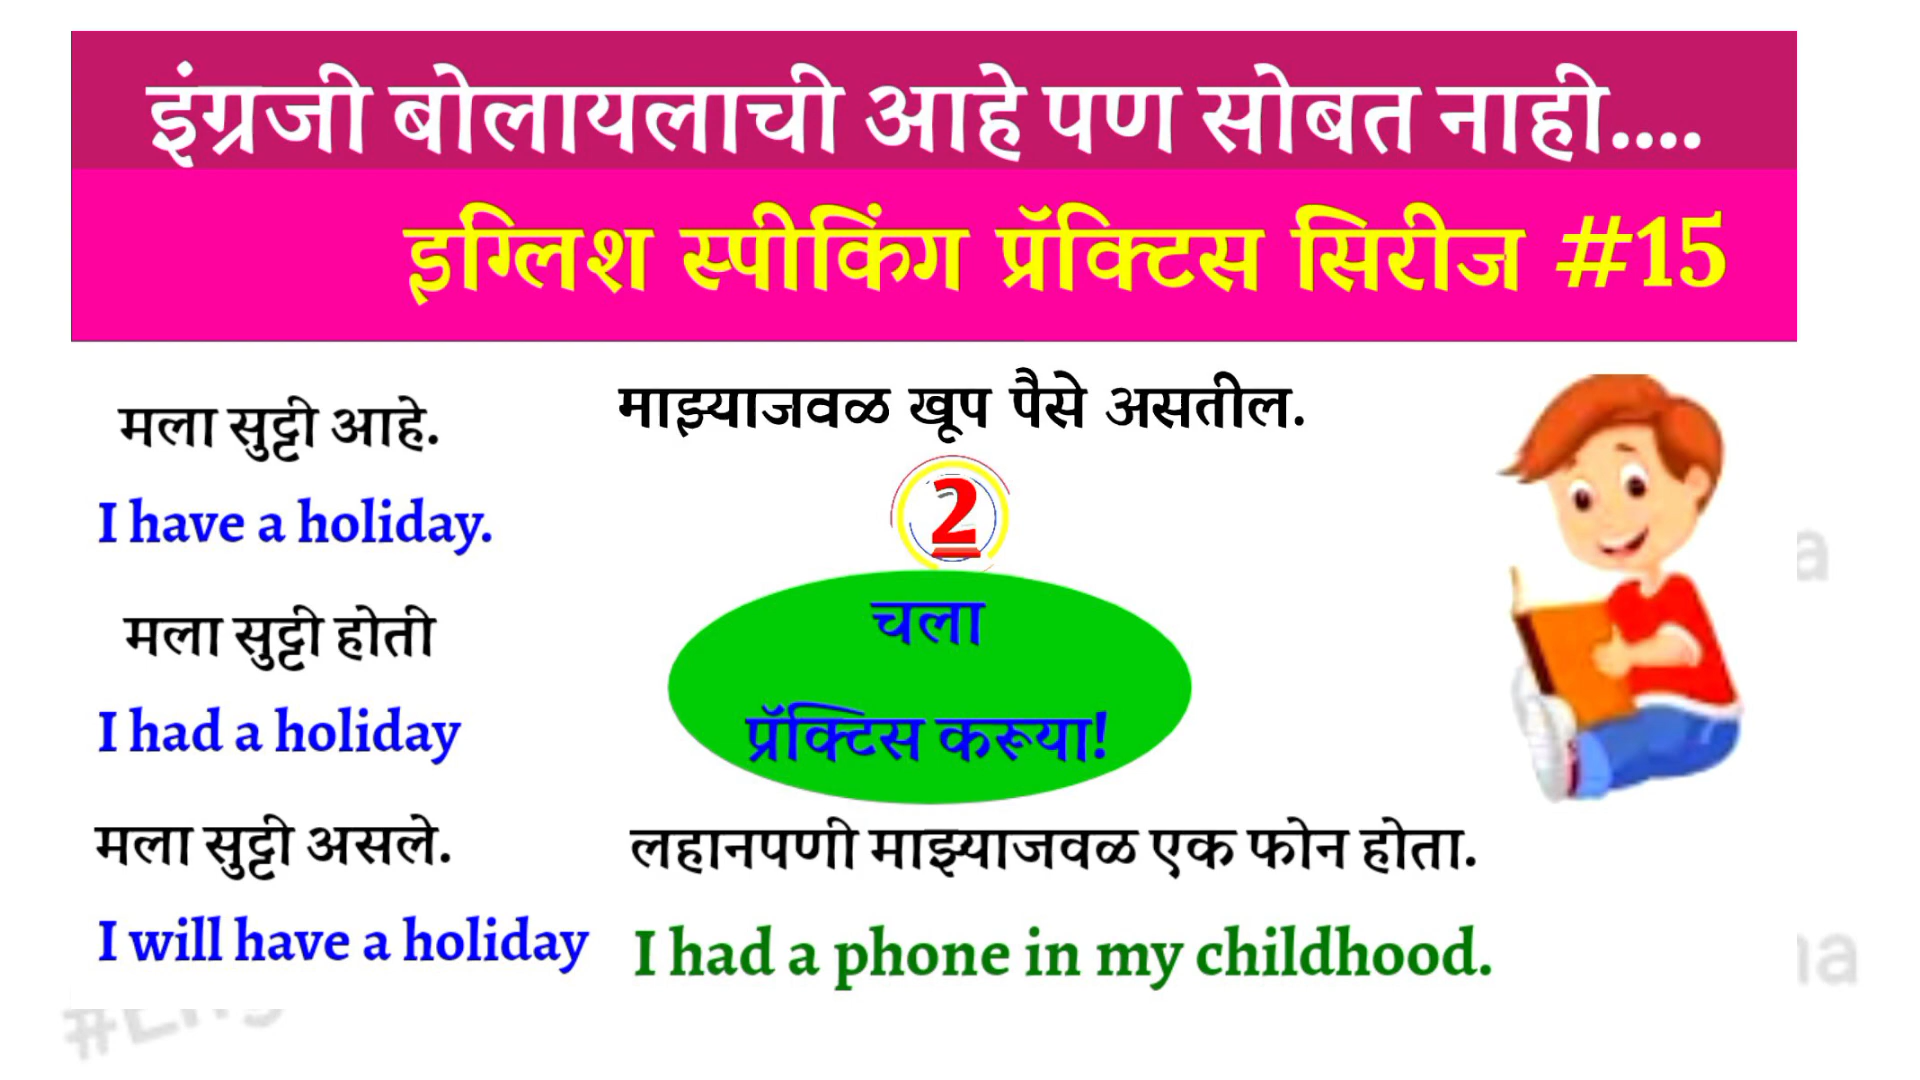 इंग्रजी बोलायलाची आहे पण सोबत नाही....
इग्लिश स्पीकिंग प्रॅक्टिस सिरीज #15
मला सुट्टी आहे.
I have a holiday.
मला सुट्टी होती
I had a holiday
मला सुट्टी असले.
I will have a holiday
माझ्याजवळ खूप पैसे असतील.
2
चला
प्रॅक्टिस करूया!
लहानपणी माझ्याजवळ एक फोन होता.
I had a phone in my childhood.